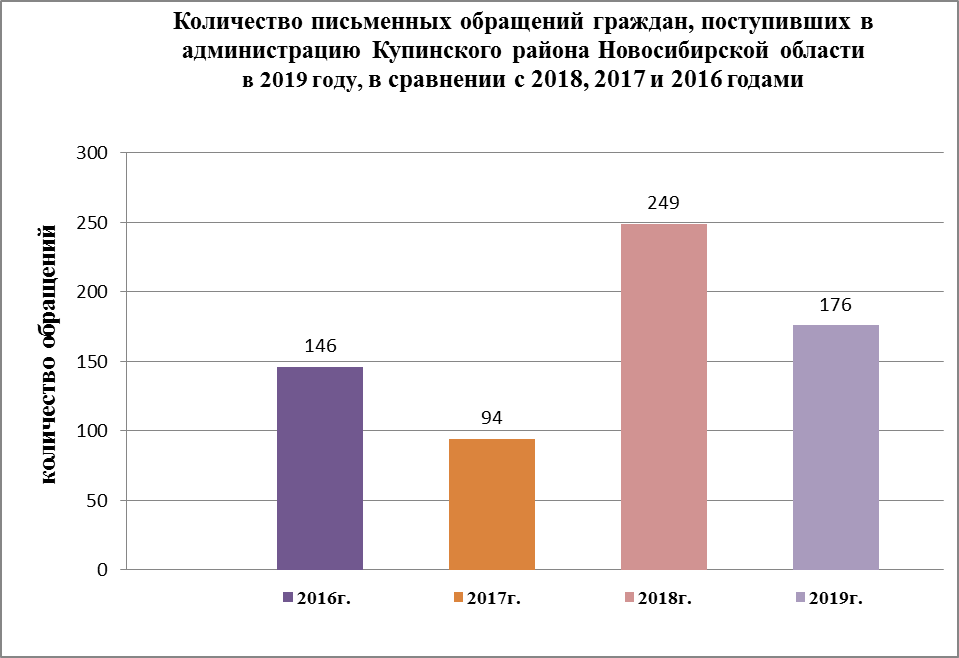 Количество письменных обращений граждан, поступивших в
администрацию Купинского района Новосибирской области
в 2019 году, в сравнении с 2018, 2017 и 2016 годами
количество обращений
300
250
200
150
100
50
0
146
94
249
176
2016г.
2017г.
2018г.
2019г.